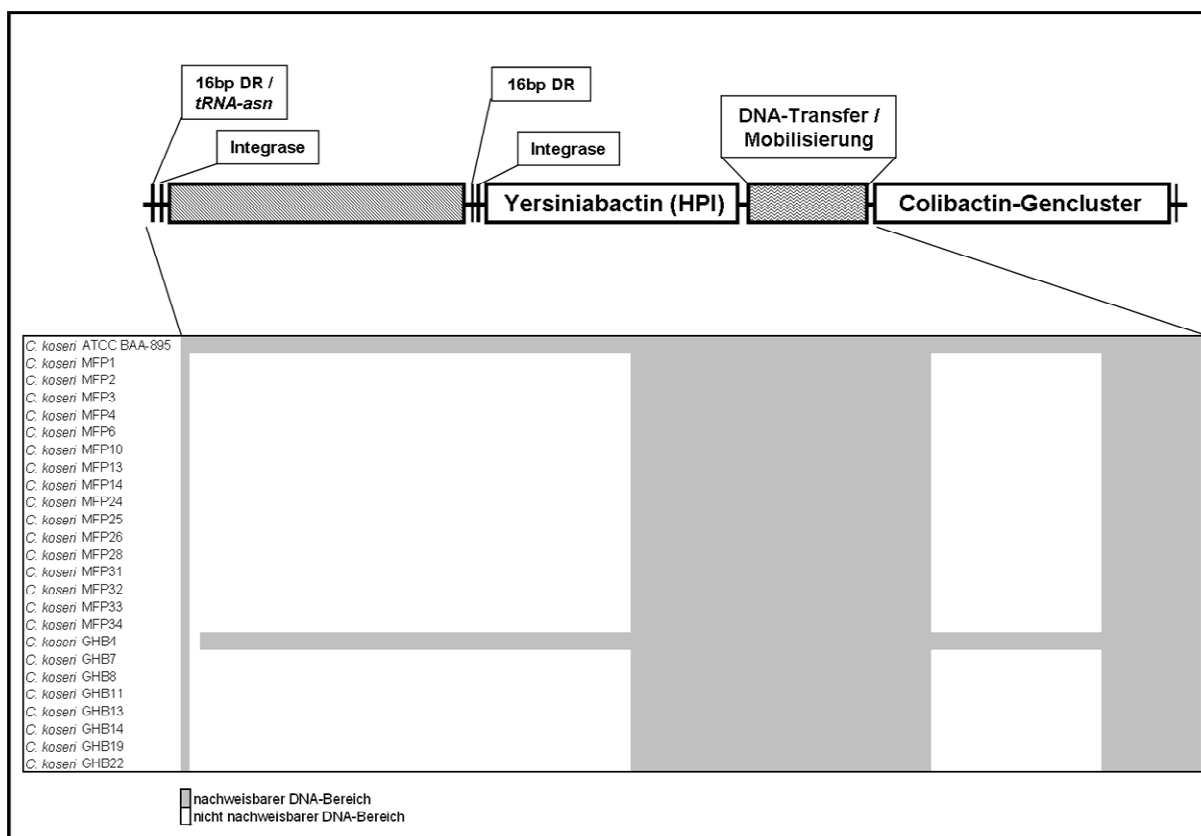 16bp DR /
tRNA-asn
Integrase
16bp DR
Integrase
DNA-Transfer /
Mobilisierung
Yersiniabactin (HPI)
Colibactin-Gencluster
C. koseri ATCC BAA-895
C. koseri MFP1
C. koseri MFP2
C. koseri MFP3
C. koseri MFP4
C. koseri MFP6
C. koseri MFP10
C. koseri MFP13
C. koseri MFP14
C. koseri MFP24
C. koseri MFP25
C. koseri MFP26
C. koseri MFP28
C. koseri MFP31
C. koseri MFP32
C. koseri MFP33
C. koseri MFP34
C. koseri GHB4
C. koseri GHB7
C. koseri GHB8
C. koseri GHB11
C. koseri GHB13
C. koseri GHB14
C. koseri GHB19
C. koseri GHB22
nachweisbarer DNA-Bereich
nicht nachweisbarer DNA-Bereich